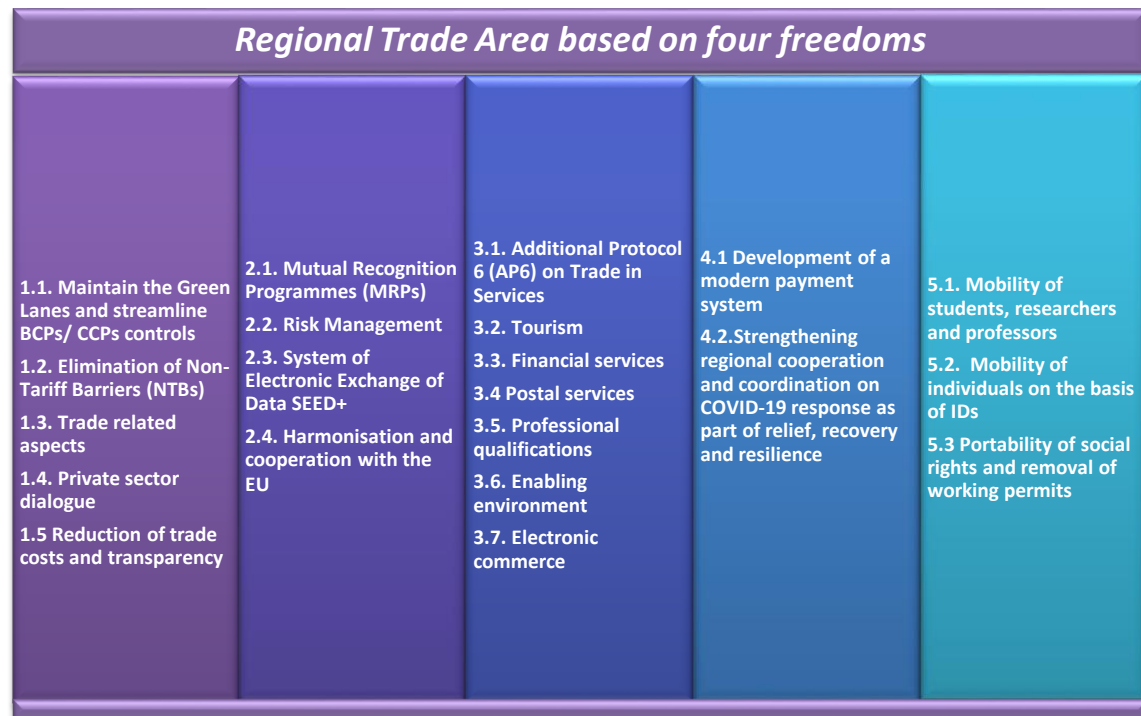 Regional Trade Area based on four freedoms
1.1. Maintain the Green
Lanes and streamline
BCPs/ CCPs controls
1.2. Elimination of Non-
Tariff Barriers (NTBs)
1.3. Trade related
aspects
1.4. Private sector
dialogue
1.5 Reduction of trade
costs and transparency
2.1. Mutual Recognition
Programmes (MRPs)
2.2. Risk Management
2.3. System of
Electronic Exchange of
Data SEED+
2.4. Harmonisation and
cooperation with the
EU
3.1. Additional Protocol
6 (AP6) on Trade in
Services
3.2. Tourism
3.3. Financial services
3.4 Postal services
3.5. Professional
qualifications
3.6. Enabling
environment
3.7. Electronic
commerce
4.1 Development of a
modern payment
system
4.2.Strengthening
regional cooperation
and coordination on
COVID-19 response as
part of relief, recovery
and resilience
5.1. Mobility of
students, researchers
and professors
5.2. Mobility of
individuals on the basis
of IDs
5.3 Portability of social
rights and removal of
working permits